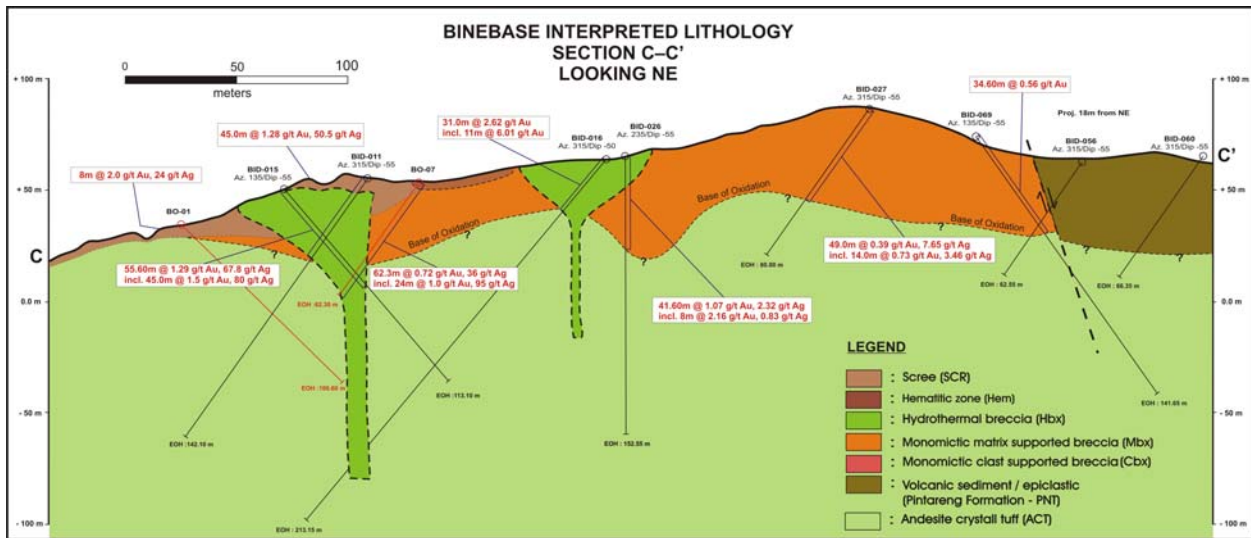 BINEBASE INTERPRETED LITHOLOGY
SECTION C–C'
LOOKING NE
0 100
meters
+ 100 m
+ 50 m
0.0 m
- 50 m
- 100 m
+ 100 m
+ 50 m
0.0 m
- 50 m
- 100 m
C
C'
8m @ 2.0 g/t Au, 24 g/t Ag
45.0m @ 1.28 g/t Au, 50.5 g/t Ag
31.0m @ 2.62 g/t Au
incl. 11m @ 6.01 g/t Au
34.60m @ 0.56 g/t Au
Proj. 18m from NE
BO-01
BID-015
Az. 135/Dip -55
BID-011
Az. 315/Dip -55
BO-07
BID-016
Az. 315/Dip -50
BID-026
Az. 235/Dip -55
BID-027
Az. 315/Dip -55
BID-069
Az. 135/Dip -55
BID-056
Az. 315/Dip -55
BID-060
Az. 315/Dip -55
Base of Oxidation
Base of Oxidation
Base of Oxidation
?
?
?
?
?
?
55.60m @ 1.29 g/t Au, 67.8 g/t Ag
incl. 45.0m @ 1.5 g/t Au, 80 g/t Ag
62.3m @ 0.72 g/t Au, 36 g/t Ag
incl. 24m @ 1.0 g/t Au, 95 g/t Ag
41.60m @ 1.07 g/t Au, 2.32 g/t Ag
incl. 8m @ 2.16 g/t Au, 0.83 g/t Ag
49.0m @ 0.39 g/t Au, 7.65 g/t Ag
incl. 14.0m @ 0.73 g/t Au, 3.46 g/t Ag
EOH
EOH
EOH : 113.10 m
EOH : 142.10 m
EOH : 213.15 m
EOH : 152.55 m
EOH
EOH : 62.55 m
EOH : 66.35 m
EOH : 141.65 m
LEGEND
: Scree (SCR)
: Hematitic zone (Hem)
: Hydrothermal breccia (Hbx)
: Monomictic matrix supported breccia (Mbx)
: Monomictic clast supported breccia (Cbx)
: Volcanic sediment / epiclastic
(Pintareng Formation - PNT)
: Andesite crystall tuff (ACT)